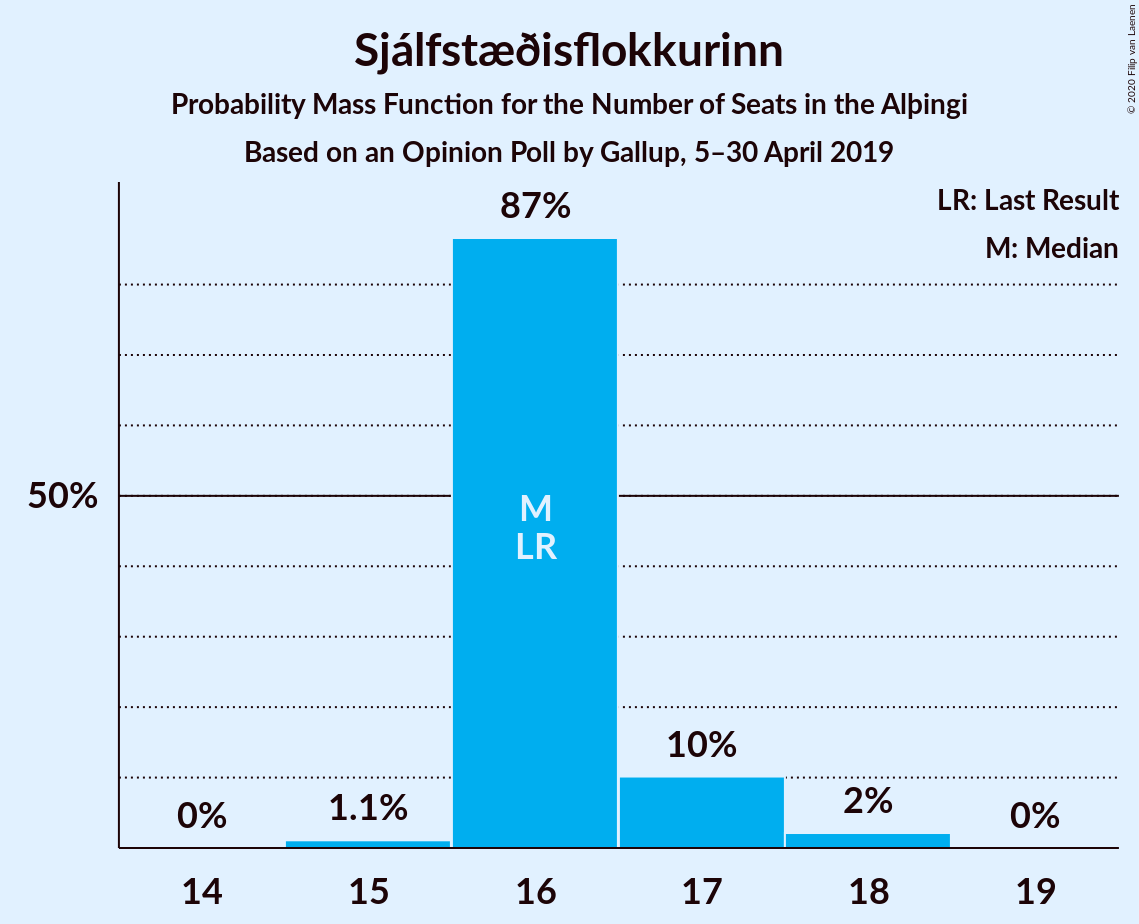 Sjálfstæðisflokkurinn
Probability Mass Function for the Number of Seats in the Alþingi
Based on an Opinion Poll by Gallup, 5–30 April 2019
© 2020 Filip van Laenen
LR: Last Result
M: Median
87%
50%
M
LR
10%
2%
1.1%
0%
0%
14
15
16
17
18
19